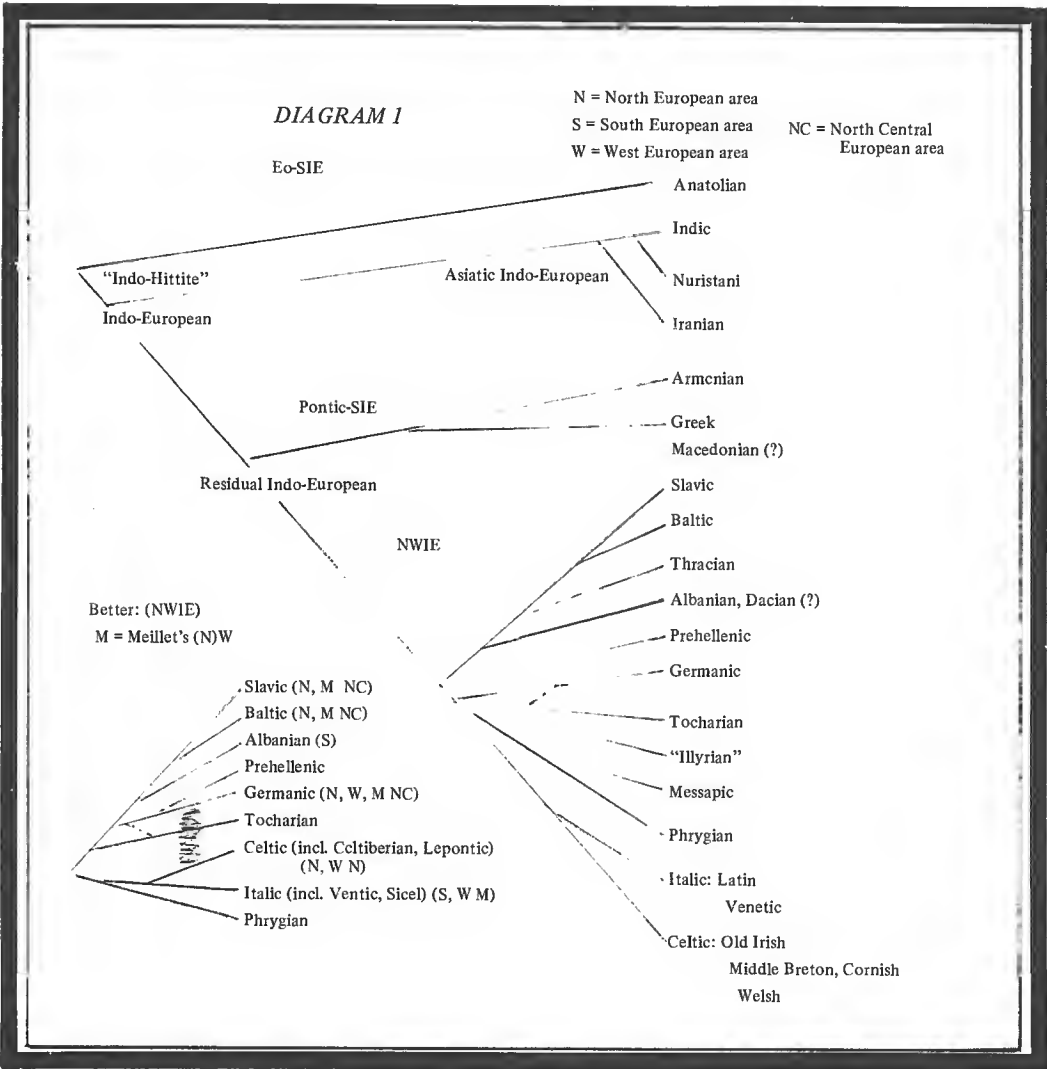 DIAGRAM 1
N = North European area
S = South European area
W = West European area
NC = North Central
European area
Eo-SIE
Anatolian
Indic
"Indo-Hittite"
Asiatic Indo-European
Nuristani
Indo-European
Iranian
Armenian
Pontic-SIE
Greek
Macedonian (?)
Residual Indo-European
Slavic
Baltic
NWIE
Thracian
Albanian, Dacian (?)
Prehellenic
Germanic
Tocharian
"Illyrian"
Messapic
Phrygian
Italic: Latin
Venetic
Celtic: Old Irish
Middle Breton, Cornish
Welsh
Better: (NWIE)
M = Meillet's (N)W
Slavic (N, M NC)
Baltic (N, M NC)
Albanian (S)
Prehellenic
Germanic (N, W, M NC)
Tocharian
Celtic (incl. Celtiberian, Lepontic)
(N, W N)
Italic (incl. Ventic, Sicel) (S, W M)
Phrygian